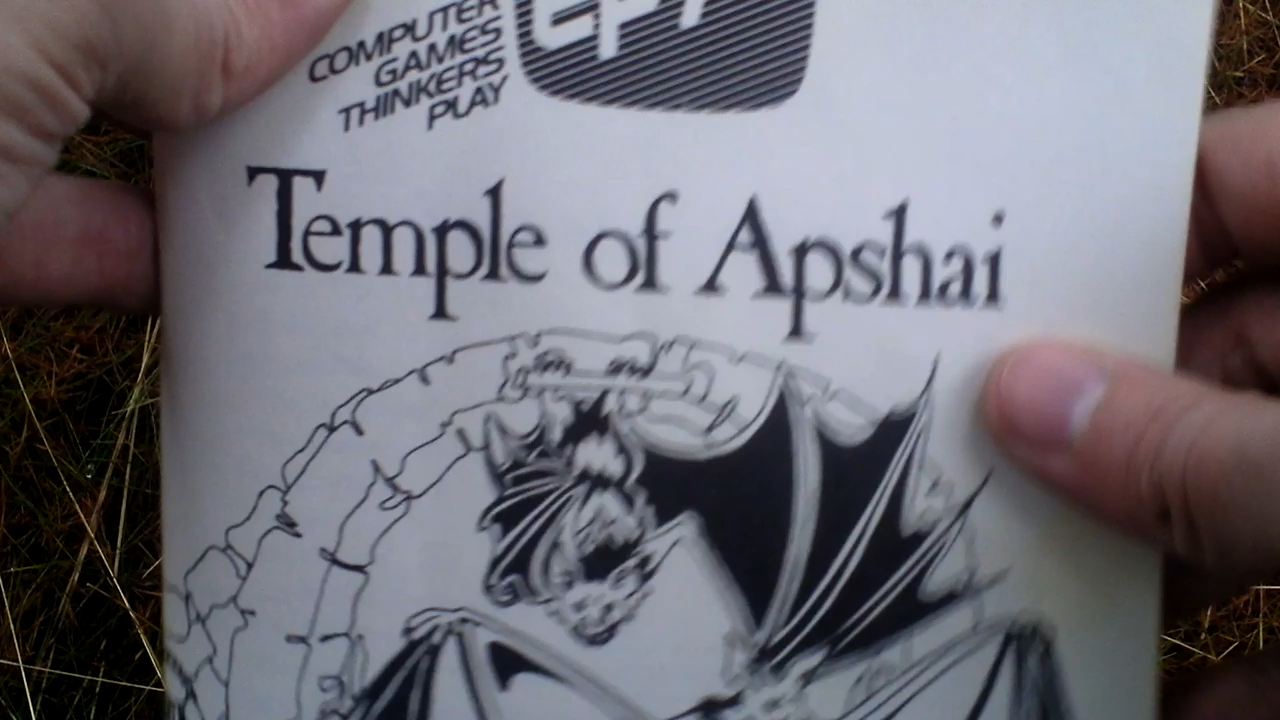 COMPUTER
GAMES
THINKERS
PLAY
Temple of Apshai